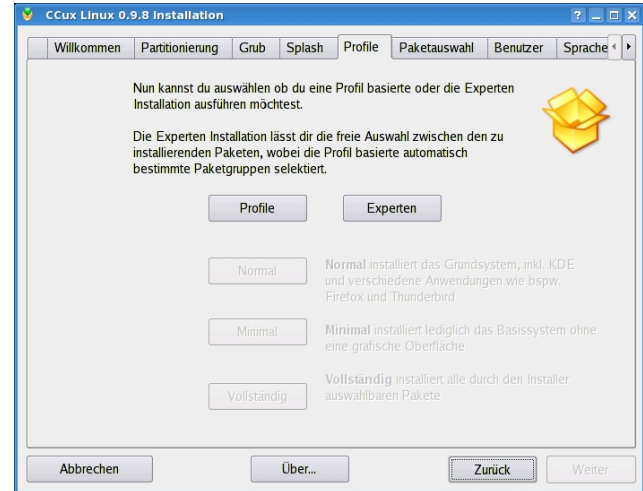 CCux Linux 0.9.8 Installation
Willkommen
Partitionierung
Grub
Splash
Profile
Paketauswahl
Benutzer
Sprache
Nun kannst du auswählen ob du eine Profil basierte oder die Experten
Installation ausführen möchtest.
Die Experten Installation lässt dir die freie Auswahl zwischen den zu
installierenden Paketen, wobei die Profil basierte automatisch
bestimmte Paketgruppen selektiert.
Profile
Experten
Normal
Normal installiert das Grundsystem, inkl. KDE
und verschiedene Anwendungen wie bspw.
Firefox und Thunderbird
Minimal
Minimal installiert lediglich das Basissystem ohne
eine grafische Oberfläche
Vollständig
Vollständig installiert alle durch den Installer
auswählbaren Pakete
Abbrechen
Über...
Zurück
Weiter